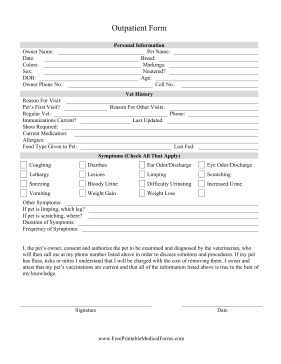 Outpatient Form
Personal Information
Owner Name: Pet Name:
Date: Breed:
Colors: Markings:
Sex: Neutered?
DOB: Age:
Owner Phone No.: Cell No.:
Vet History
Reason For Visit:
Pet's First Visit? Reason For Other Visits:
Regular Vet: Phone:
Immunizations Current? Last Updated:
Shots Required:
Current Medication:
Allergies:
Food Type Given to Pet: Last Fed:
Symptoms (Check All That Apply)
Coughing Diarrhea Ear Odor/Discharge Eye Odor/Discharge
Lethargy Lesions Limping Scratching
Sneezing Bloody Urine Difficulty Urinating Increased Urine
Vomiting Weight Gain Weight Loss
Other Symptoms:
If pet is limping, which leg?
If pet is scratching, where?
Duration of Symptoms:
Frequency of Symptoms:
I, the pet's owner, consent and authorize the pet to be examined and diagnosed by the veterinarian, who
will then call me at my phone number listed above in order to discuss solutions and procedures. If my pet
has fleas, ticks or mites I understand that I will be charged with the cost of removing them. I swear and
attest that my pet's vaccinations are current and that all of the information listed above is true to the best of
my knowledge.
Signature Date
www.FreePrintableMedicalForms.com